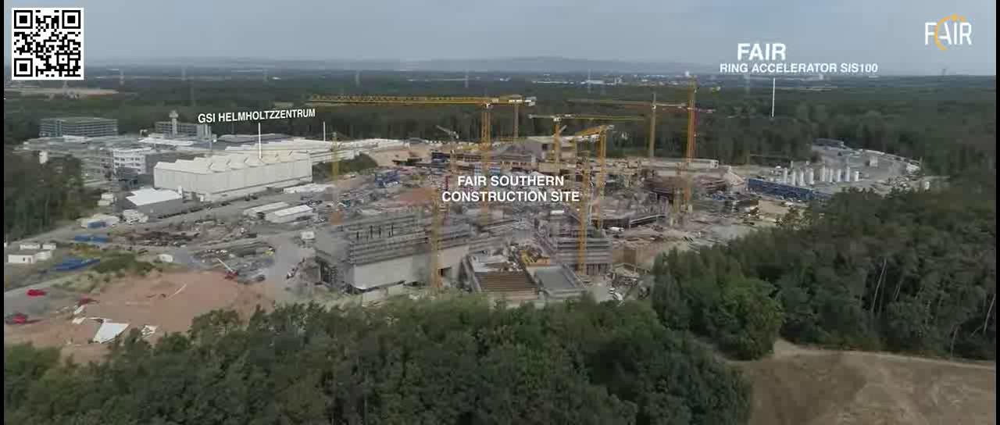 FAIR
FAIR
RING ACCELERATOR SIS100
GSI HELMHOLTZZENTRUM
FAIR SOUTHERN
CONSTRUCTION SITE